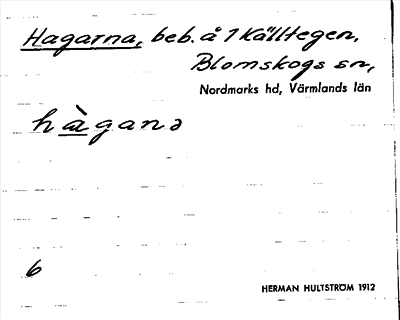 Hagarna, beb. å 1 Källtegen,
Blomskogs sn,
Nordmarks hd, Värmlands län
hàganə
6
HERMAN HULTSTRÖM 1912